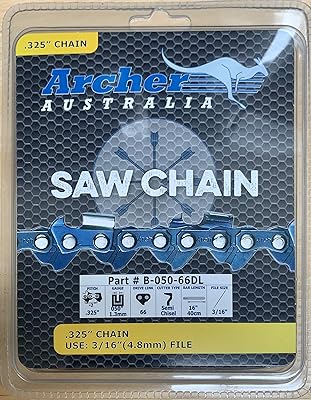 .325" CHAIN
Archer
AUSTRALIA
SAW CHAIN
Part # B-050-66DL
PITCH GAUGE DRIVE LINK CUTTER TYPE BAR LENGTH FILE SIZE
.325" .050 1.3mm 66 Semi Chisel 16" 40cm 3/16"
.325" CHAIN
USE: 3/16"(4.8mm) FILE